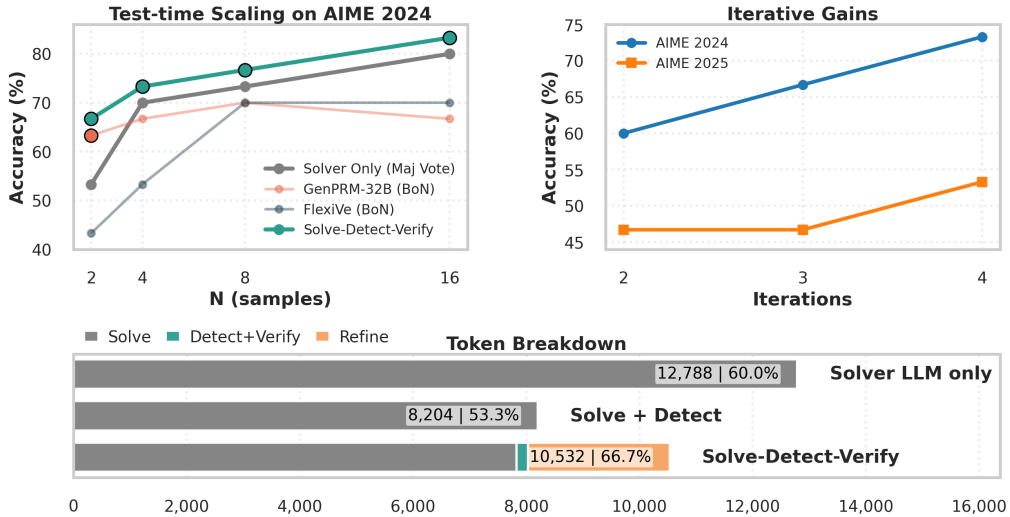 Test-time Scaling on AIME 2024
Accuracy (%)
80
70
60
50
40
Solver Only (Maj Vote)
GenPRM-32B (BoN)
FlexiVe (BoN)
Solve-Detect-Verify
2 4 8 16
N (samples)
Iterative Gains
Accuracy (%)
75
70
65
60
55
50
45
AIME 2024
AIME 2025
2 3 4
Iterations
Solve Detect+Verify Refine
Token Breakdown
12,788 | 60.0% Solver LLM only
8,204 | 53.3% Solve + Detect
10,532 | 66.7% Solve-Detect-Verify
0 2,000 4,000 6,000 8,000 10,000 12,000 14,000 16,000